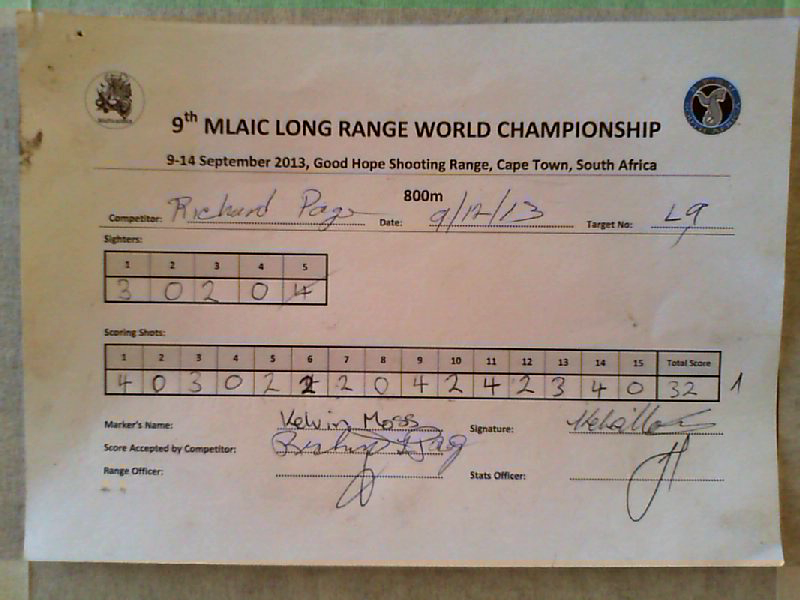 9th MLAIC LONG RANGE WORLD CHAMPIONSHIP
9-14 September 2013, Good Hope Shooting Range, Cape Town, South Africa
800m
Competitor: Richard Page Date: 9/12/13 Target No: L9
Sighters:
1 2 3 4 5
3 0 2 0 4
Scoring Shots:
1 2 3 4 5 6 7 8 9 10 11 12 13 14 15 Total Score
4 0 3 0 2 2 2 0 4 2 4 2 3 4 0 32 1
Marker's Name: Kelvin Moss Signature:
Score Accepted by Competitor:
Range Officer: Stats Officer: